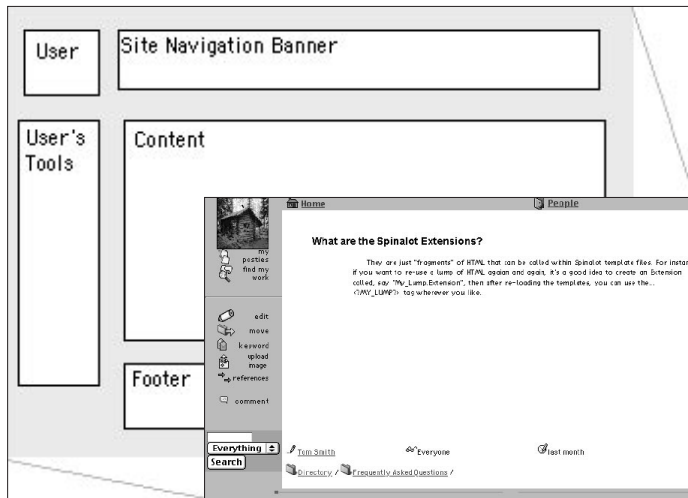 User
Site Navigation Banner
User's
Tools
Content
Footer
Home
People
What are the Spinalot Extensions?
They are just "fragments" of HTML that can be called within Spinalot template files. For instan
if you want to re-use a lump of HTML agaian and again, it's a good idea to create an Extension
called, say "My_Lump.Extension", then after re-loading the templates, you can use the...
<?MY_LUMP?> tag wherever you like.
my
posties
find my
work
edit
move
keyword
upload
image
references
comment
Everything
Search
Tom Smith
Everyone
last month
Directory / Frequently Asked Questions /